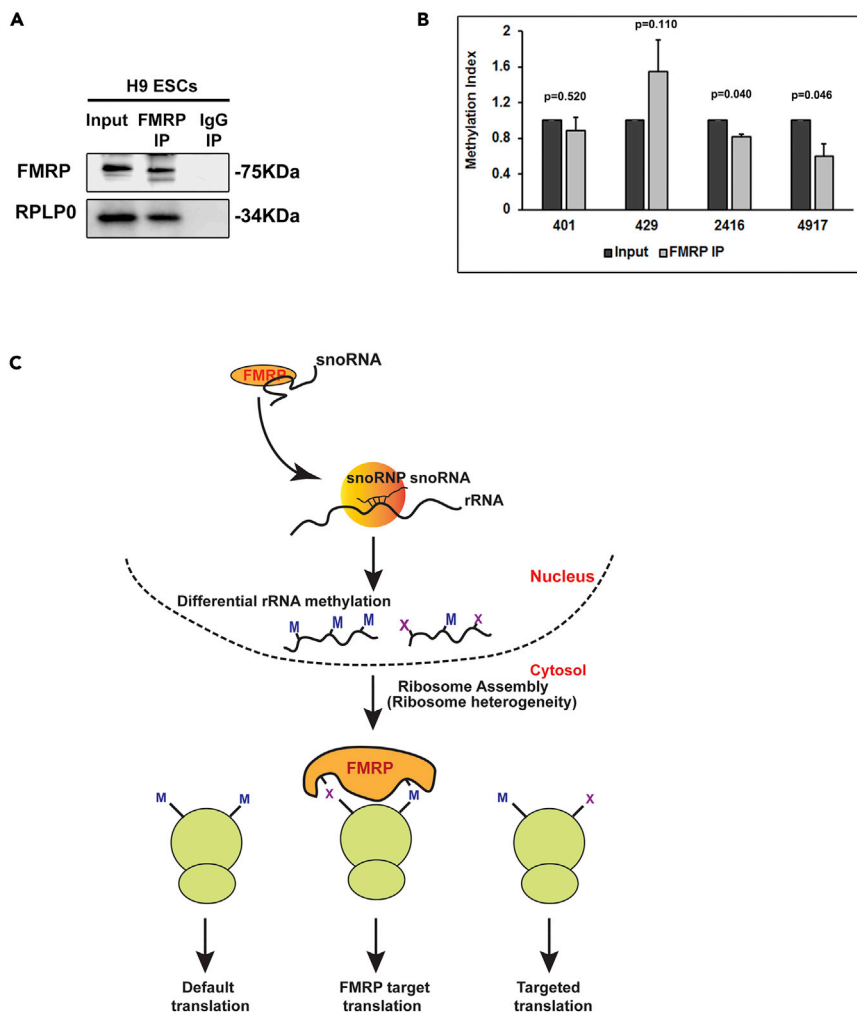 A
H9 ESCs
Input FMRP IgG
IP IP
FMRP -75KDa
RPLP0 -34KDa
B
Methylation Index
2
1.6
1.2
0.8
0.4
0
p=0.520
p=0.110
p=0.040
p=0.046
401 429 2416 4917
Input FMRP IP
C
FMRP snoRNA
snoRNP snoRNA
rRNA
Nucleus
Differential rRNA methylation
M M M X M X
Cytosol
Ribosome Assembly
(Ribosome heterogeneity)
FMRP
M M X M M X
Default
translation
FMRP target
translation
Targeted
translation